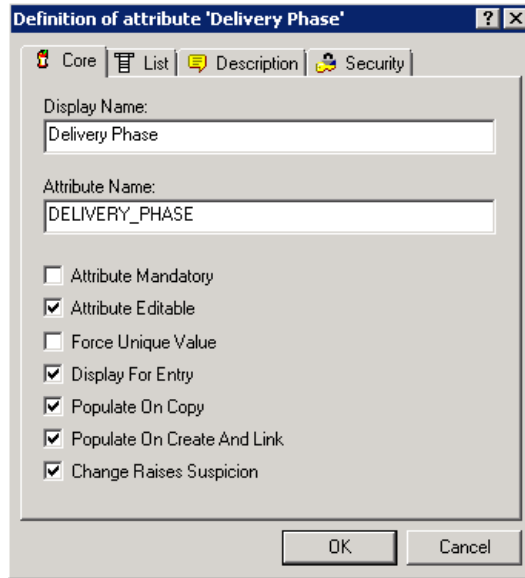 Definition of attribute 'Delivery Phase'
Core List Description Security
Display Name:
Delivery Phase
Attribute Name:
DELIVERY_PHASE
Attribute Mandatory
Attribute Editable
Force Unique Value
Display For Entry
Populate On Copy
Populate On Create And Link
Change Raises Suspicion
OK Cancel